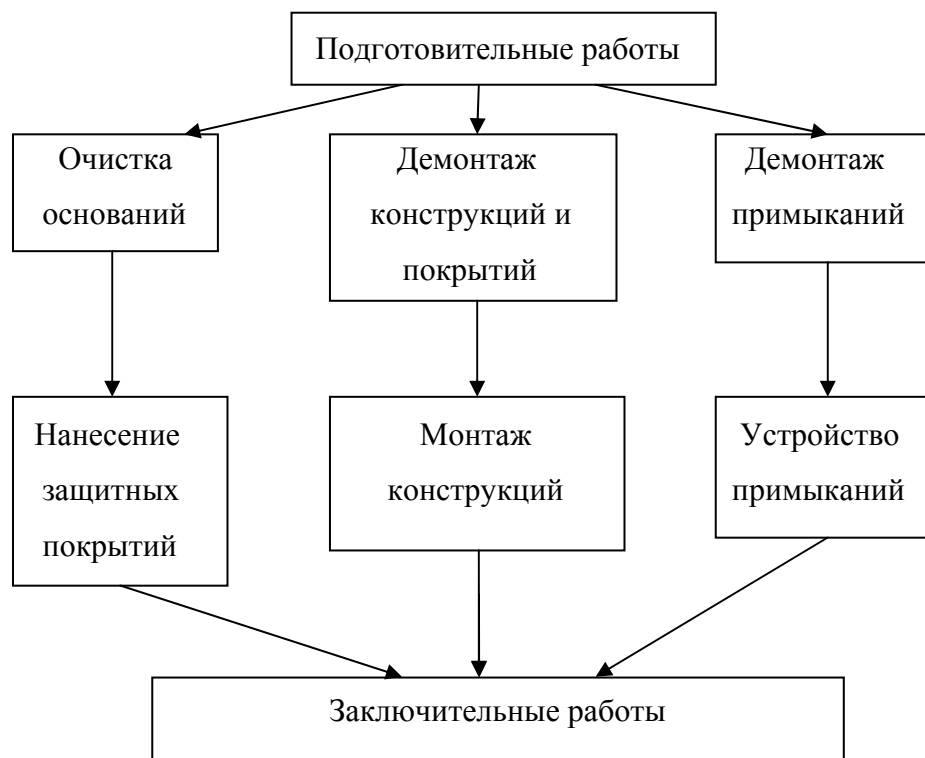 Подготовительные работы
Очистка
оснований
Демонтаж
конструкций и
покрытий
Демонтаж
примыканий
Нанесение
защитных
покрытий
Монтаж
конструкций
Устройство
примыканий
Заключительные работы